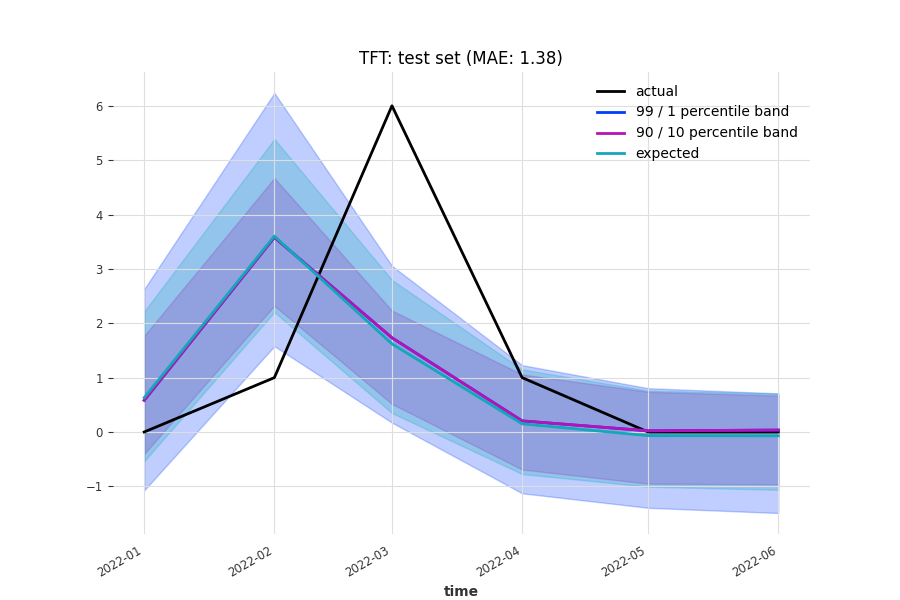 TFT: test set (MAE: 1.38)
actual
99 / 1 percentile band
90 / 10 percentile band
expected
6
5
4
3
2
1
0
−1
2022-01
2022-02
2022-03
2022-04
2022-05
2022-06
time